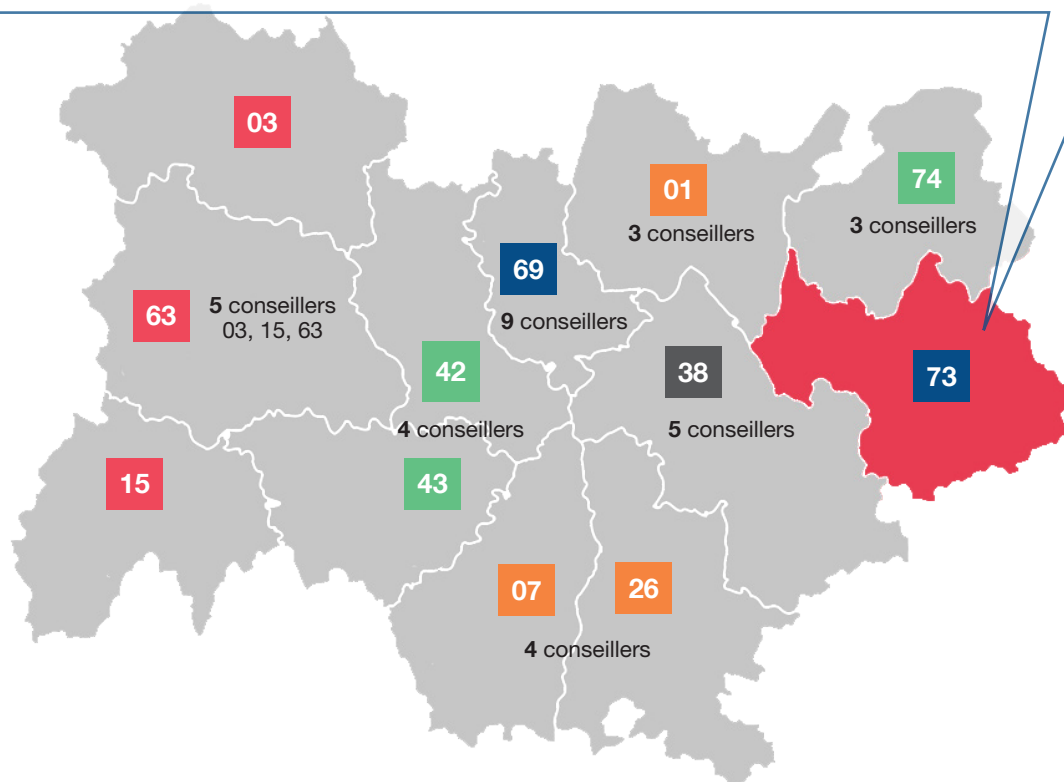 03
01
3 conseillers
74
3 conseillers
69
9 conseillers
63
5 conseillers
03, 15, 63
42
4 conseillers
38
5 conseillers
73
15
43
07
26
4 conseillers